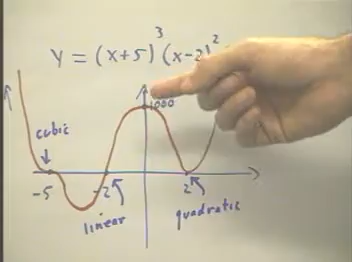 y = (x+5)³(x-2)²
1000
cubic
-5
-2
2
linear
quadratic